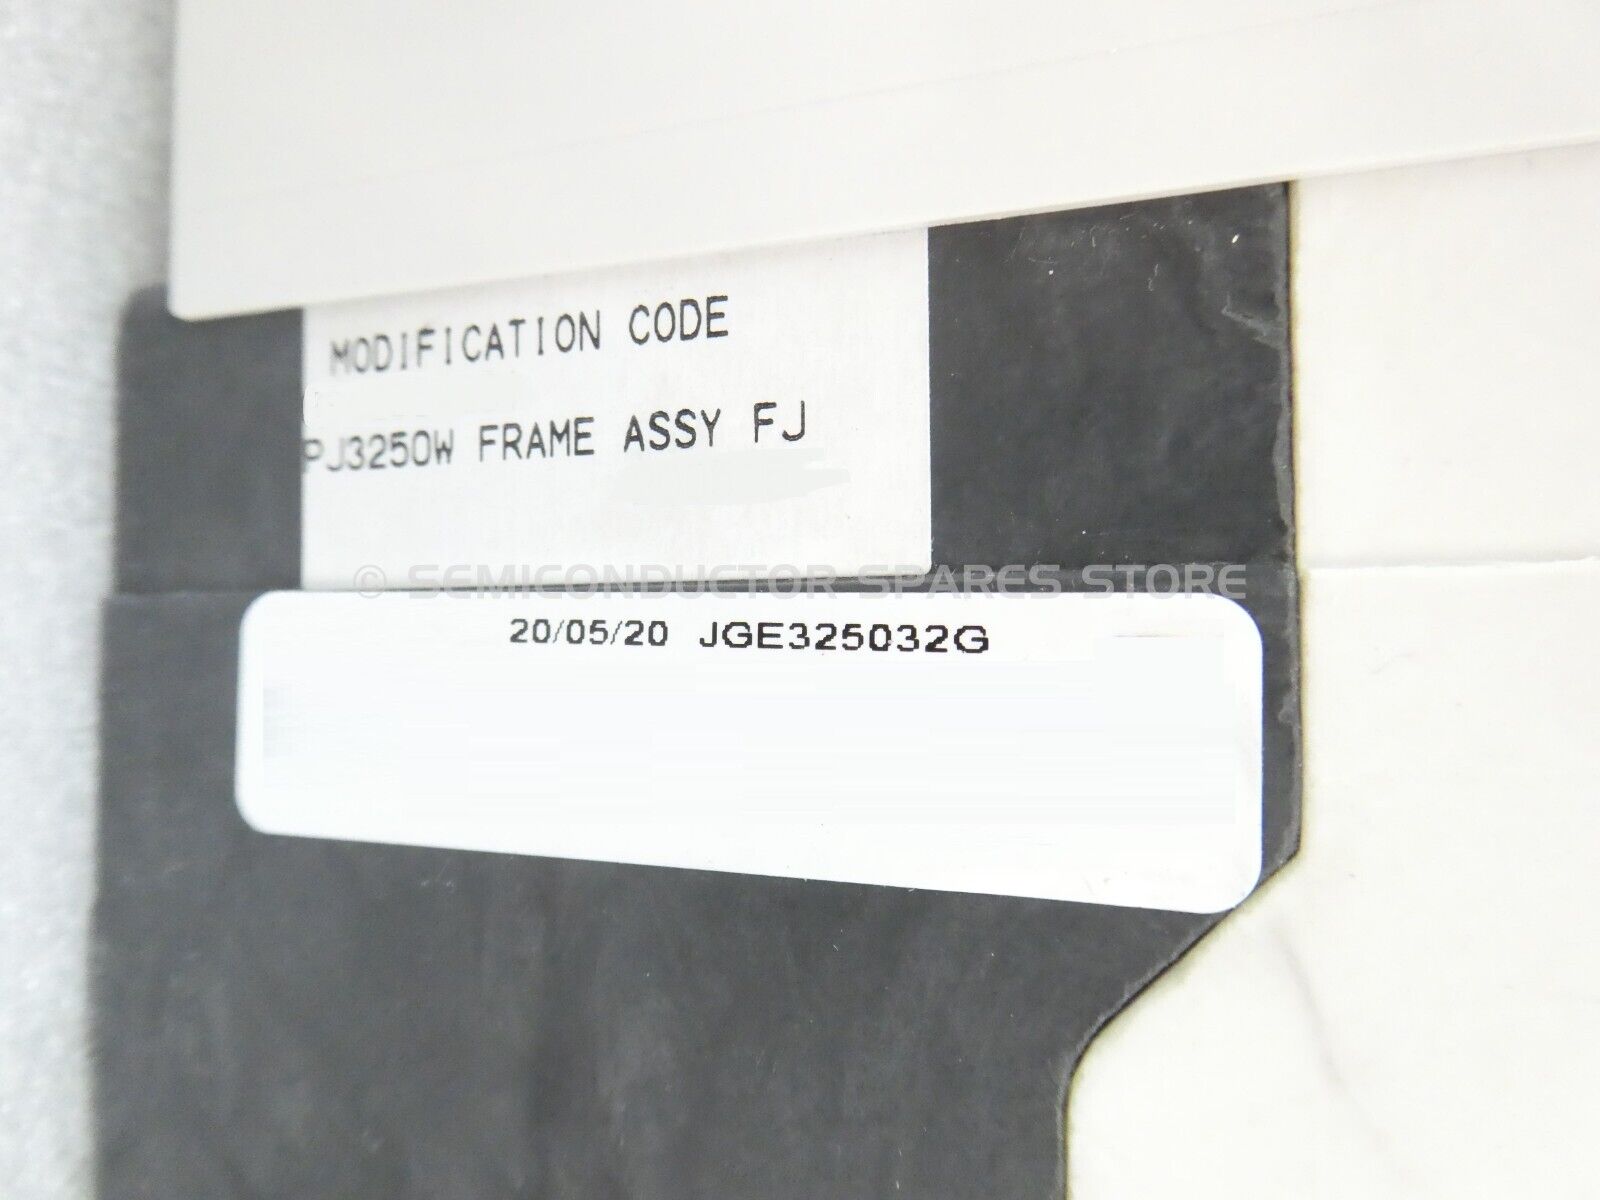 MODIFICATION CODE
PJ3250W FRAME ASSY FJ
© SEMICONDUCTOR SPARES STORE
20/05/20 JGE325032G